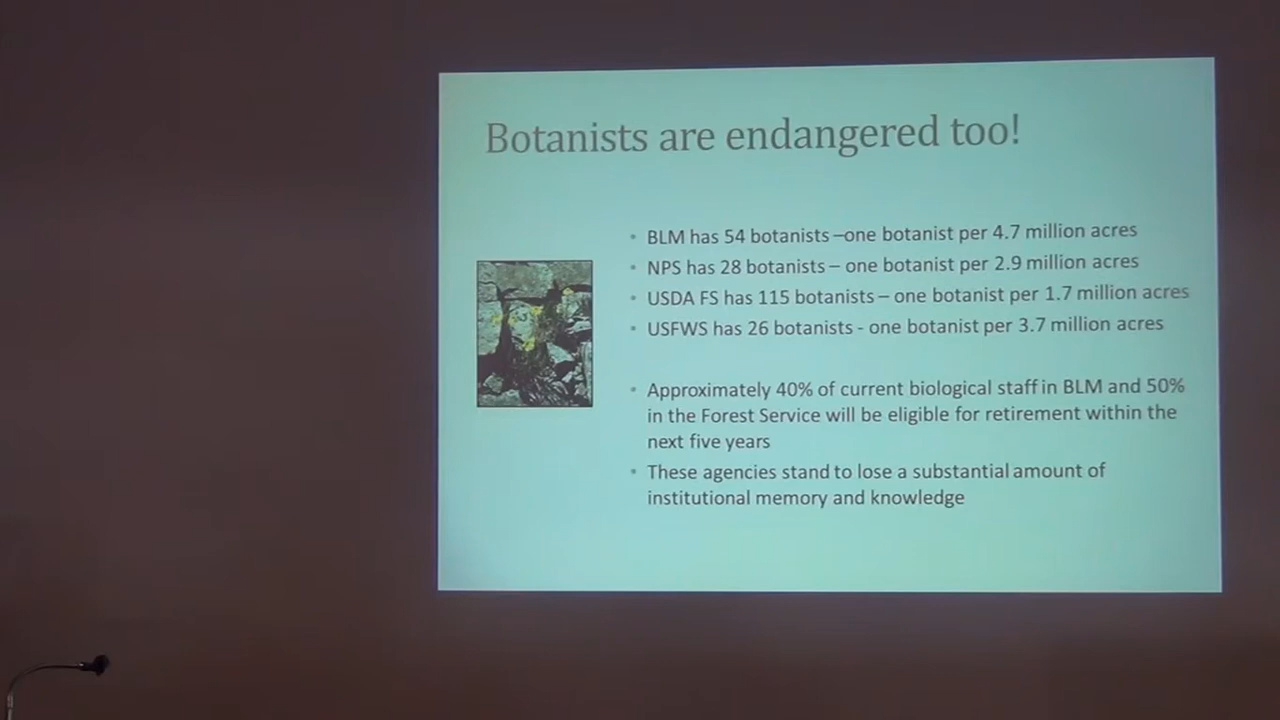 Botanists are endangered too!
• BLM has 54 botanists –one botanist per 4.7 million acres
• NPS has 28 botanists – one botanist per 2.9 million acres
• USDA FS has 115 botanists – one botanist per 1.7 million acres
• USFWS has 26 botanists - one botanist per 3.7 million acres
• Approximately 40% of current biological staff in BLM and 50%
in the Forest Service will be eligible for retirement within the
next five years
• These agencies stand to lose a substantial amount of
institutional memory and knowledge